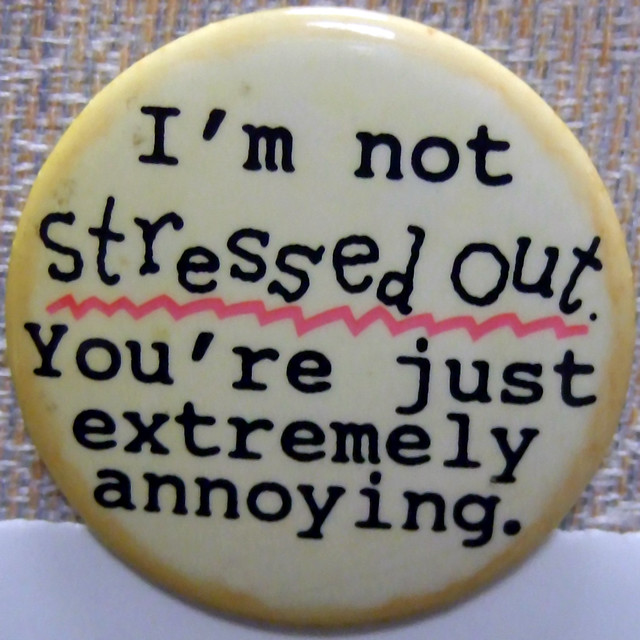 I'm not
stressed out.
You're just
extremely
annoying.